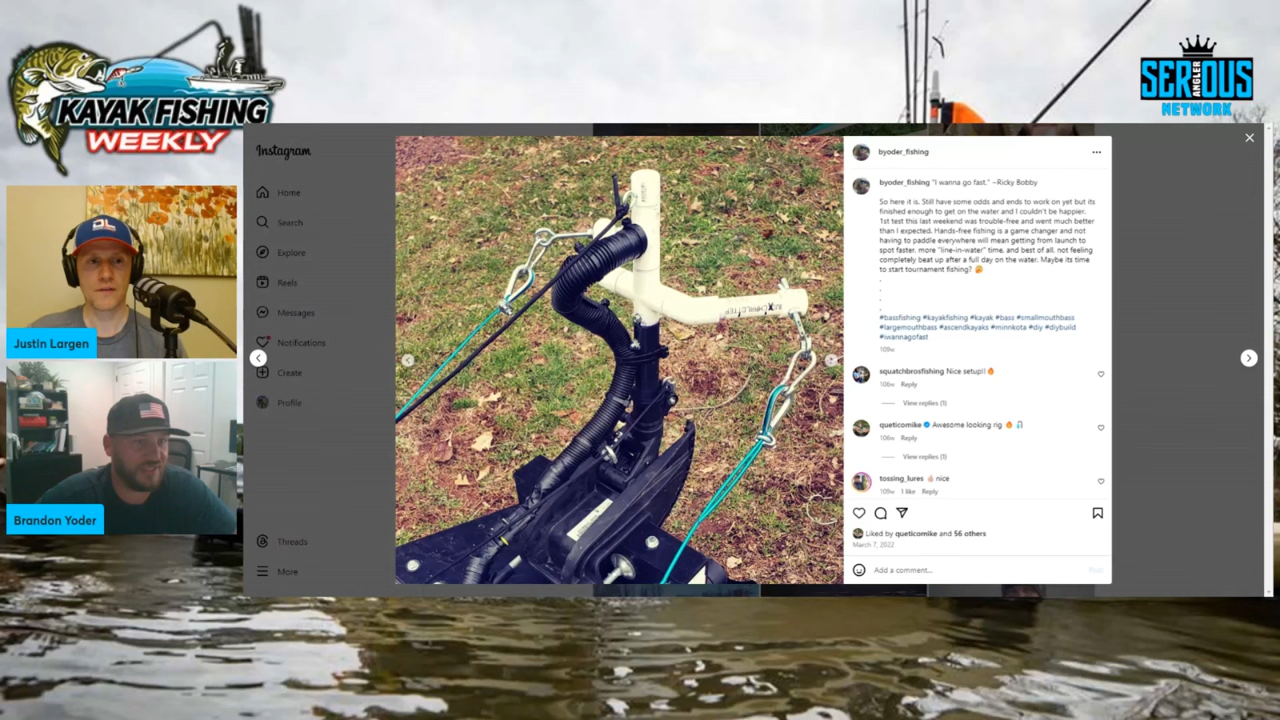 KAYAK FISHING
WEEKLY
SERIOUS
ANGLER
NETWORK
Justin Largen
Brandon Yoder
Instagram
Home
Search
Explore
Reels
Messages
Notifications
Create
Profile
Threads
More
byoder_fishing
byoder_fishing "I wanna go fast." ~Ricky Bobby
So here it is. Still have some odds and ends to work on yet but its
finished enough to get on the water and I couldn't be happier.
1st test this last weekend was trouble-free and went much better
than I expected. Hands-free fishing is a game changer and not
having to paddle everywhere will mean getting from launch to
spot faster, more "line-in-water" time, and best of all, not feeling
completely beat up after a full day on the water. Maybe its time
to start tournament fishing? 🤔
.
.
.
.
#bassfishing #kayakfishing #kayak #bass #smallmouthbass
#largemouthbass #ascendkayaks #minnkota #diy #diybuild
#iwannagofast
109w
squatchbrosfishing Nice setup!!🔥
106w Reply
View replies (1)
queticomike Awesome looking rig 🔥
106w Reply
View replies (1)
tossing_lures 👌🏻 nice
109w 1 like Reply
Liked by queticomike and 56 others
March 7, 2022
Add a comment...
Post